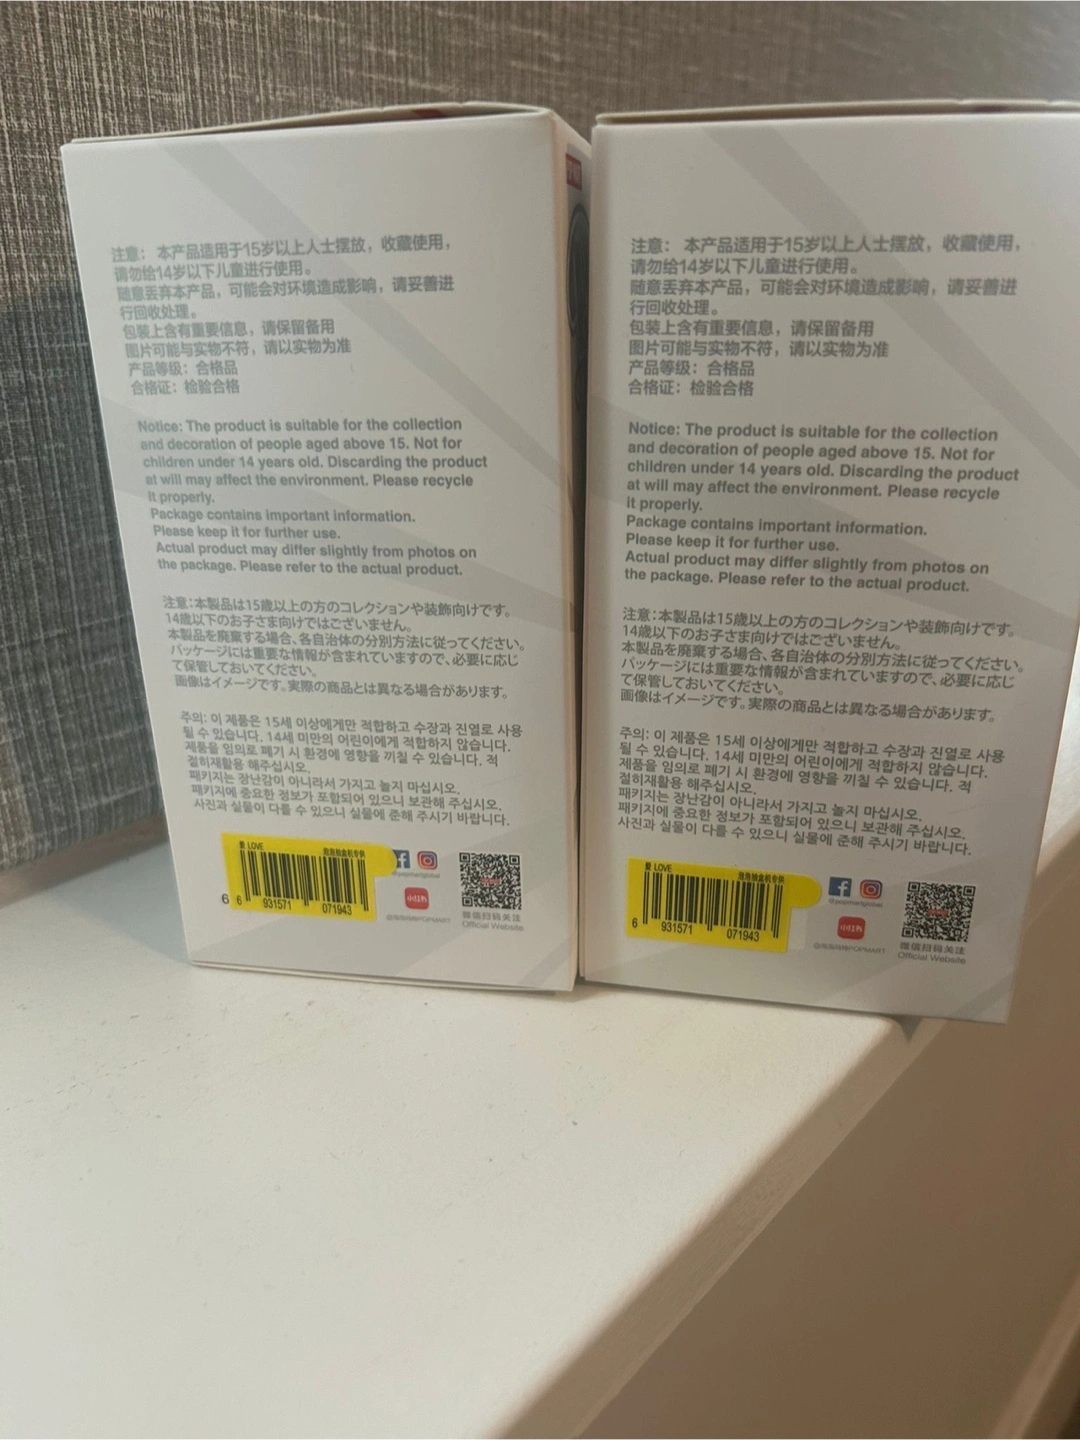 注意： 本产品适用于15岁以上人士摆放，收藏使用，
请勿给14岁以下儿童进行使用。
随意丢弃本产品，可能会对环境造成影响，请妥善进
行回收处理。
包装上含有重要信息，请保留备用
图片可能与实物不符，请以实物为准
产品等级：合格品
合格证：检验合格
Notice: The product is suitable for the collection
and decoration of people aged above 15. Not for
children under 14 years old. Discarding the product
at will may affect the environment. Please recycle
it properly.
Package contains important information.
Please keep it for further use.
Actual product may differ slightly from photos on
the package. Please refer to the actual product.
注意：本製品は15歳以上の方のコレクションや装飾向けです。
14歳以下のお子さま向けではございません。
本製品を廃棄する場合、各自治体の分別方法に従ってください。
パッケージには重要な情報が含まれていますので、必要に応じ
て保管しておいてください。
画像はイメージです。実際の商品とは異なる場合があります。
주의: 이 제품은 15세 이상에게만 적합하고 수장과 진열로 사용
될 수 있습니다. 14세 미만의 어린이에게 적합하지 않습니다.
제품을 임의로 폐기 시 환경에 영향을 끼칠 수 있습니다. 적
절히재활용 해주십시오.
패키지는 장난감이 아니라서 가지고 놀지 마십시오.
패키지에 중요한 정보가 포함되어 있으니 보관해 주십시오.
사진과 실물이 다를 수 있으니 실물에 준해 주시기 바랍니다.
爱 LOVE 泡泡抽盒机专供
6 6 931571 071943
@popmartglobal
小红书
@泡泡玛特POPMART
微信扫码关注
Official Website
注意： 本产品适用于15岁以上人士摆放，收藏使用，
请勿给14岁以下儿童进行使用。
随意丢弃本产品，可能会对环境造成影响，请妥善进
行回收处理。
包装上含有重要信息，请保留备用
图片可能与实物不符，请以实物为准
产品等级：合格品
合格证：检验合格
Notice: The product is suitable for the collection
and decoration of people aged above 15. Not for
children under 14 years old. Discarding the product
at will may affect the environment. Please recycle
it properly.
Package contains important information.
Please keep it for further use.
Actual product may differ slightly from photos on
the package. Please refer to the actual product.
注意：本製品は15歳以上の方のコレクションや装飾向けです。
14歳以下のお子さま向けではございません。
本製品を廃棄する場合、各自治体の分別方法に従ってください。
パッケージには重要な情報が含まれていますので、必要に応じ
て保管しておいてください。
画像はイメージです。実際の商品とは異なる場合があります。
주의: 이 제품은 15세 이상에게만 적합하고 수장과 진열로 사용
될 수 있습니다. 14세 미만의 어린이에게 적합하지 않습니다.
제품을 임의로 폐기 시 환경에 영향을 끼칠 수 있습니다. 적
절히재활용 해주십시오.
패키지는 장난감이 아니라서 가지고 놀지 마십시오.
패키지에 중요한 정보가 포함되어 있으니 보관해 주십시오.
사진과 실물이 다를 수 있으니 실물에 준해 주시기 바랍니다.
爱 LOVE 泡泡抽盒机专供
6 931571 071943
@popmartglobal
小红书
@泡泡玛特POPMART
微信扫码关注
Official Website